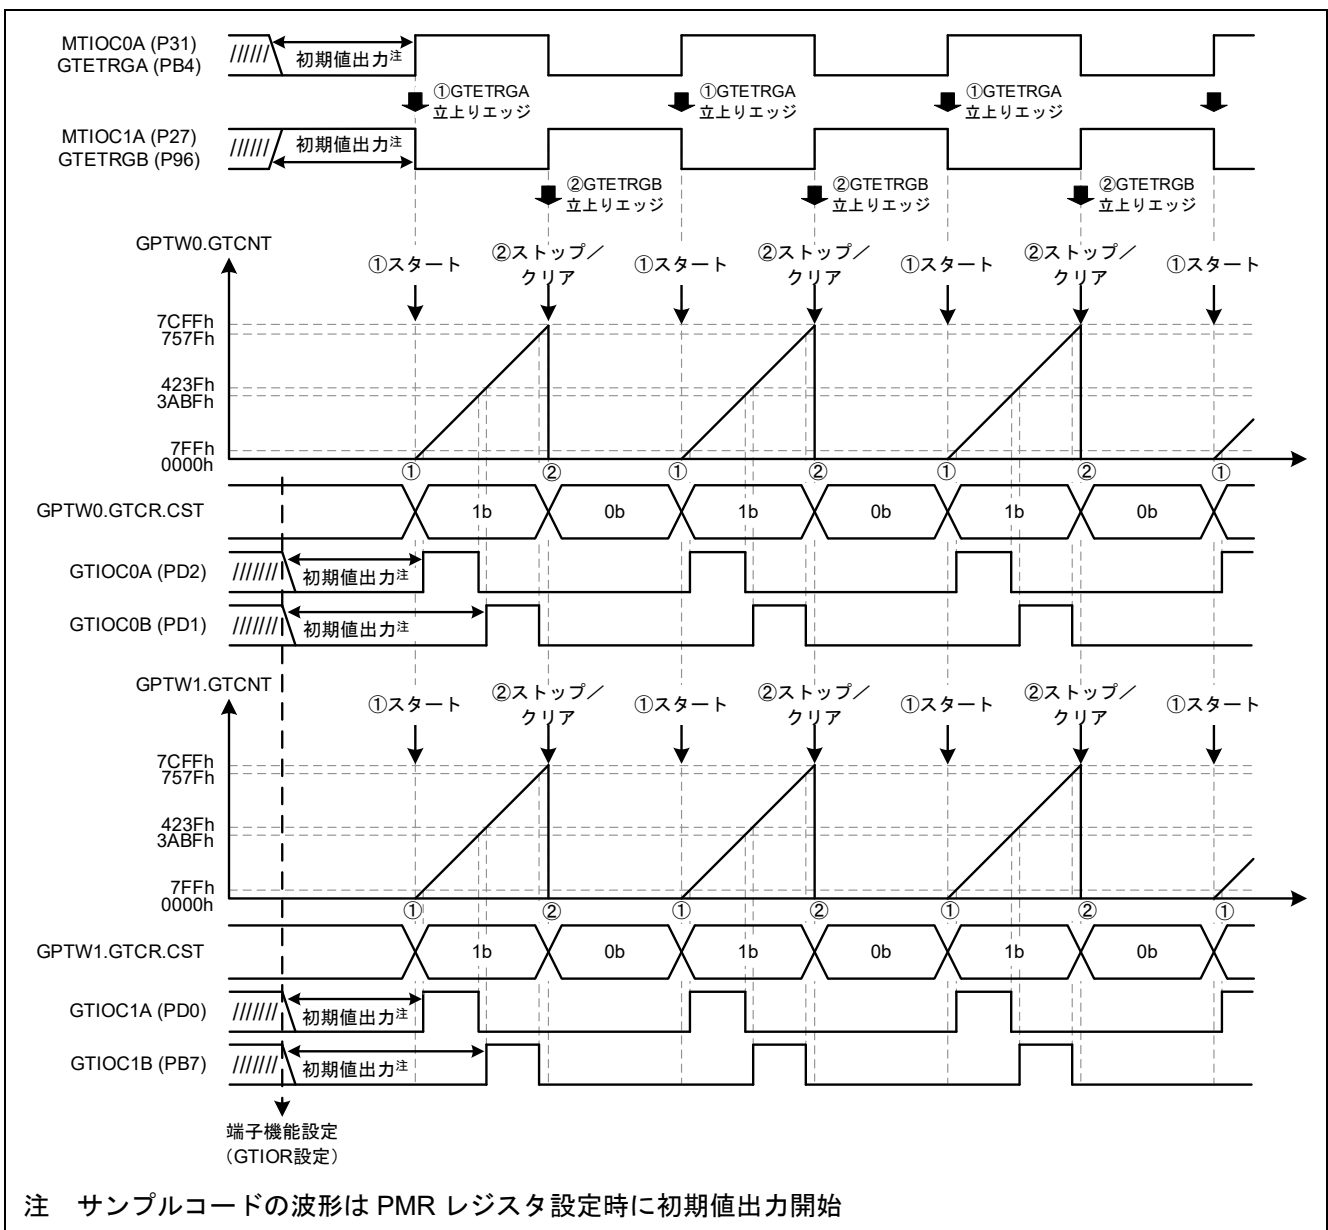 MTIOC0A (P31)
GTETRGA (PB4)
初期値出力注
①GTETRGA
立上りエッジ
①GTETRGA
立上りエッジ
①GTETRGA
立上りエッジ
MTIOC1A (P27)
GTETRGB (P96)
初期値出力注
②GTETRGB
立上りエッジ
②GTETRGB
立上りエッジ
②GTETRGB
立上りエッジ
GPTW0.GTCNT
①スタート
②ストップ／
クリア
①スタート
②ストップ／
クリア
①スタート
②ストップ／
クリア
①スタート
7CFFh
757Fh
423Fh
3ABFh
7FFh
0000h
① ② ① ② ① ② ①
GPTW0.GTCR.CST
1b 0b 1b 0b 1b 0b
GTIOC0A (PD2)
初期値出力注
GTIOC0B (PD1)
初期値出力注
GPTW1.GTCNT
①スタート
②ストップ／
クリア
①スタート
②ストップ／
クリア
①スタート
②ストップ／
クリア
①スタート
7CFFh
757Fh
423Fh
3ABFh
7FFh
0000h
① ② ① ② ① ② ①
GPTW1.GTCR.CST
1b 0b 1b 0b 1b 0b
GTIOC1A (PD0)
初期値出力注
GTIOC1B (PB7)
初期値出力注
端子機能設定
（GTIOR設定）
注 サンプルコードの波形は PMR レジスタ設定時に初期値出力開始